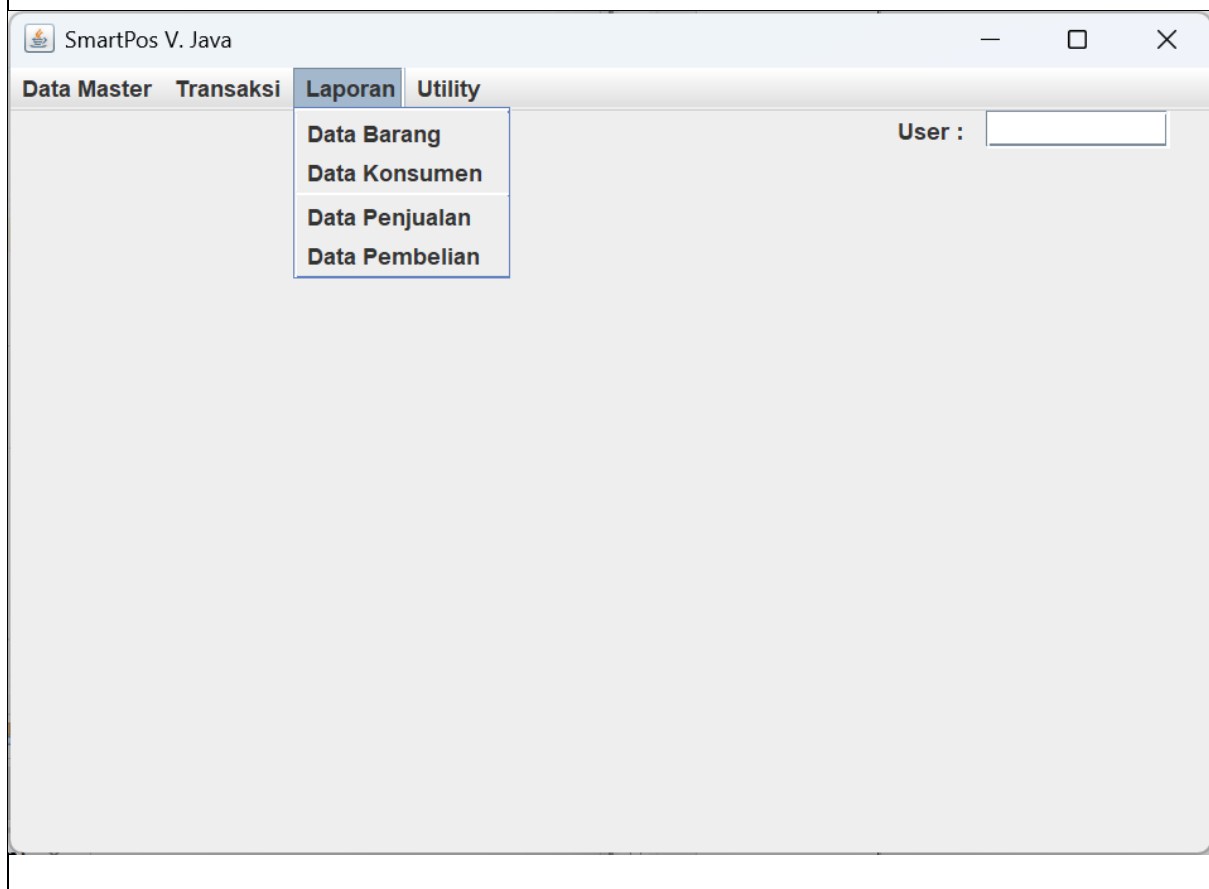 SmartPos V. Java
Data Master Transaksi Laporan Utility
User :
Data Barang
Data Konsumen
Data Penjualan
Data Pembelian